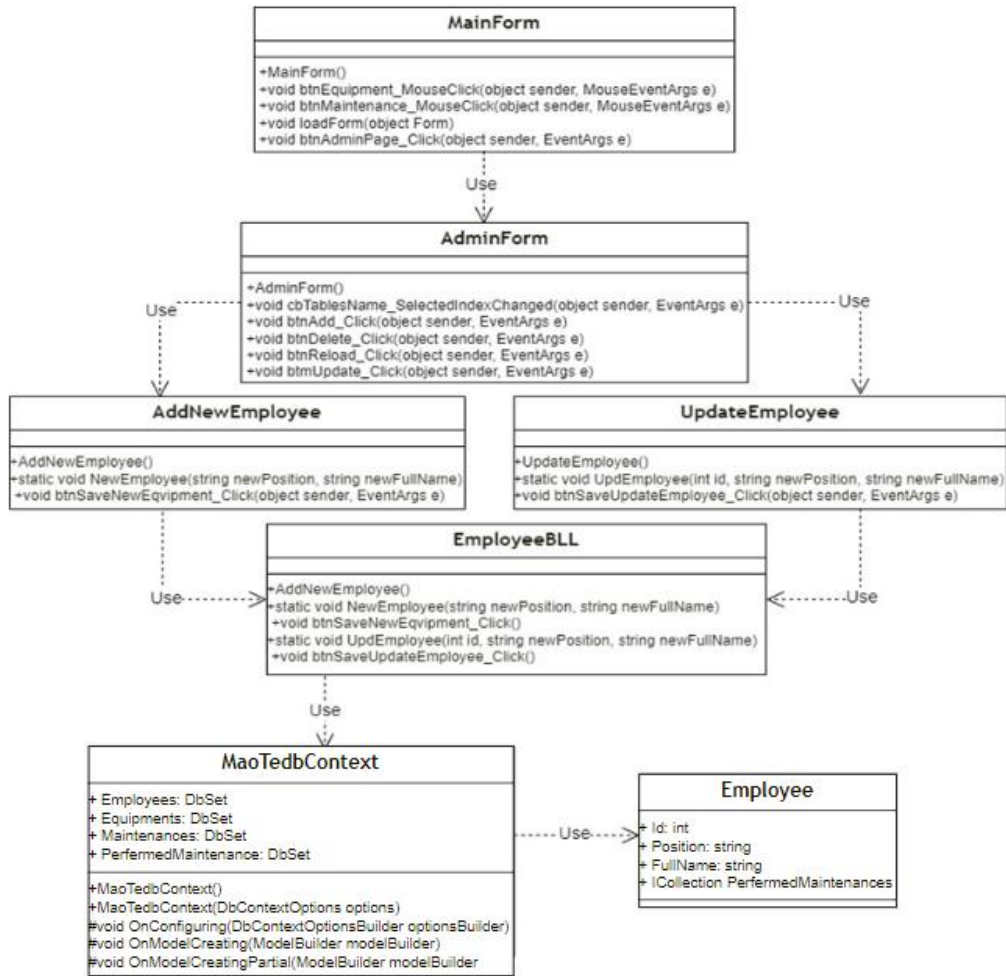 MainForm
+MainForm()
+void btnEquipment_MouseClick(object sender, MouseEventArgs e)
+void btnMaintenance_MouseClick(object sender, MouseEventArgs e)
+void loadForm(object Form)
+void btnAdminPage_Click(object sender, EventArgs e)
Use
AdminForm
+AdminForm()
+void cbTablesName_SelectedIndexChanged(object sender, EventArgs e)
+void btnAdd_Click(object sender, EventArgs e)
+void btnDelete_Click(object sender, EventArgs e)
+void btnReload_Click(object sender, EventArgs e)
+void btmUpdate_Click(object sender, EventArgs e)
Use
Use
AddNewEmployee
+AddNewEmployee()
+static void NewEmployee(string newPosition, string newFullName)
+void btnSaveNewEqvipment_Click(object sender, EventArgs e)
UpdateEmployee
+UpdateEmployee()
+static void UpdEmployee(int id, string newPosition, string newFullName)
+void btnSaveUpdateEmployee_Click(object sender, EventArgs e)
Use
Use
EmployeeBLL
+AddNewEmployee()
+static void NewEmployee(string newPosition, string newFullName)
+void btnSaveNewEqvipment_Click()
+static void UpdEmployee(int id, string newPosition, string newFullName)
+void btnSaveUpdateEmployee_Click()
Use
MaoTedbContext
+ Employees: DbSet
+ Equipments: DbSet
+ Maintenances: DbSet
+ PerfermedMaintenance: DbSet
+MaoTedbContext()
+MaoTedbContext(DbContextOptions options)
#void OnConfiguring(DbContextOptionsBuilder optionsBuilder)
#void OnModelCreating(ModelBuilder modelBuilder)
#void OnModelCreatingPartial(ModelBuilder modelBuilder
Use
Employee
+ Id: int
+ Position: string
+ FullName: string
+ ICollection PerfermedMaintenances